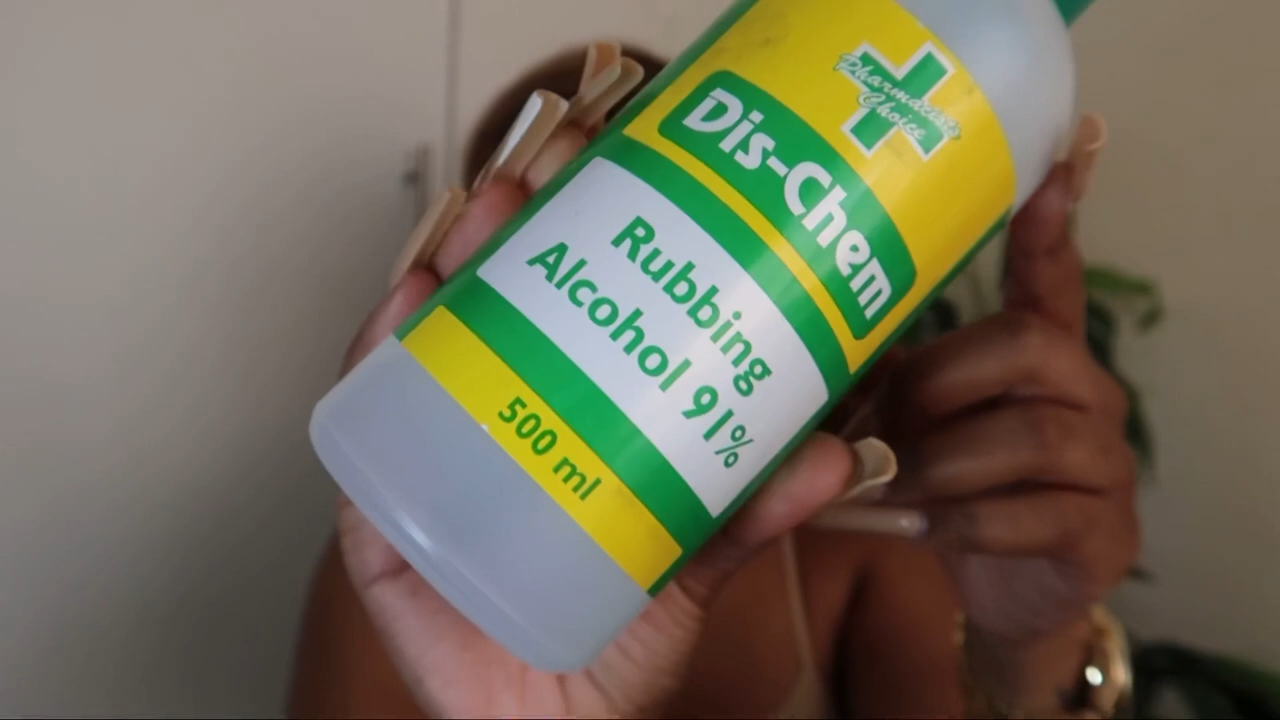 Pharmacist's
Choice
Dis-Chem
Rubbing
Alcohol 91%
500 ml